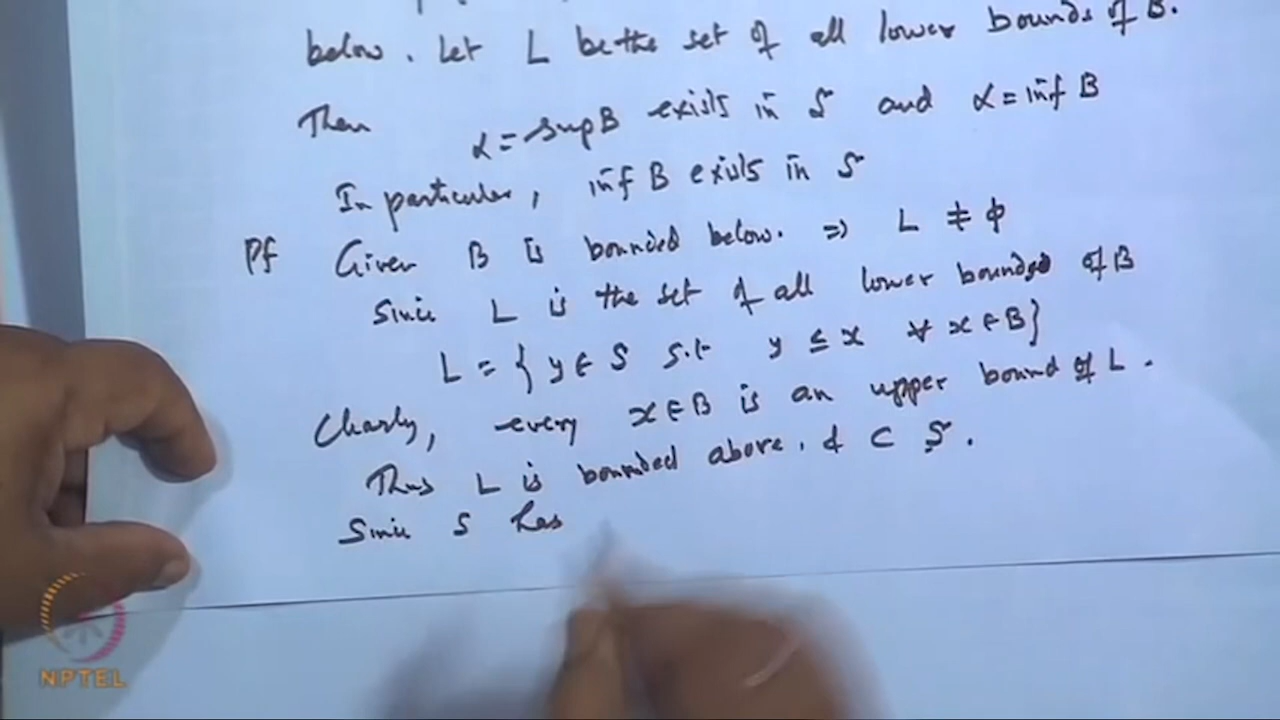 below. Let L be the set of all lower bounds of B.
Then α = Sup B exists in S and α = inf B
In particular, inf B exists in S
Pf Given B is bounded below. ⇒ L ≠ ϕ
Since L is the set of all lower bounds of B
L = { y ∈ S s.t y ≤ x ∀ x ∈ B}
Clearly, every x ∈ B is an upper bound of L.
Thus L is bounded above. & ⊂ S.
Since S has
NPTEL